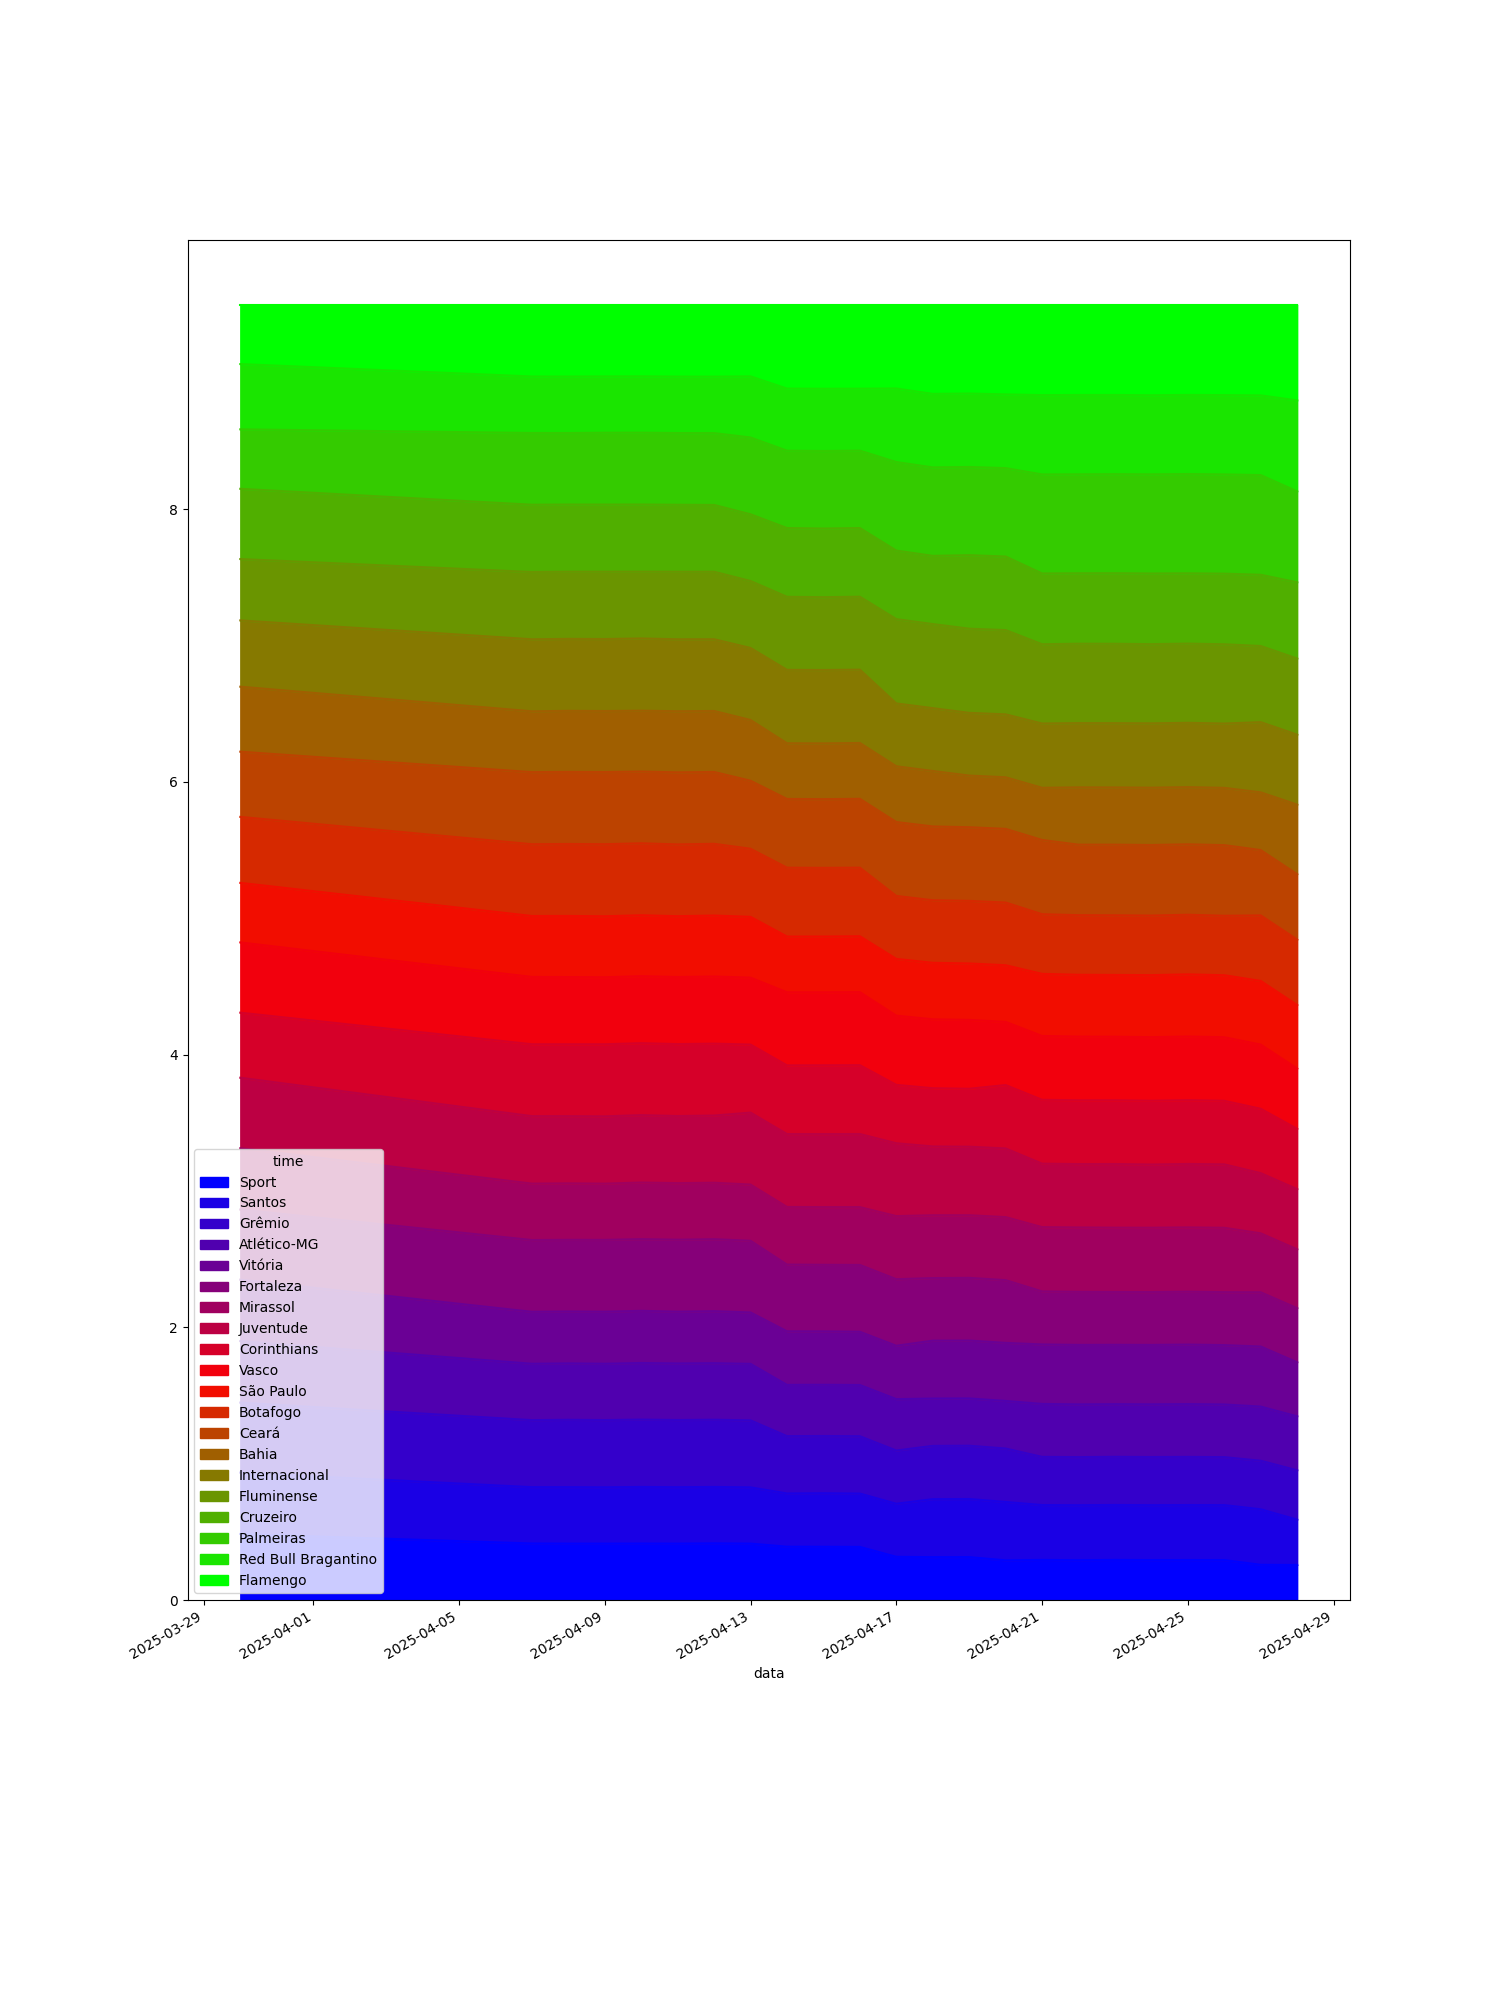 8
6
4
2
0
time
Sport
Santos
Grêmio
Atlético-MG
Vitória
Fortaleza
Mirassol
Juventude
Corinthians
Vasco
São Paulo
Botafogo
Ceará
Bahia
Internacional
Fluminense
Cruzeiro
Palmeiras
Red Bull Bragantino
Flamengo
2025-03-29
2025-04-01
2025-04-05
2025-04-09
2025-04-13
2025-04-17
2025-04-21
2025-04-25
2025-04-29
data